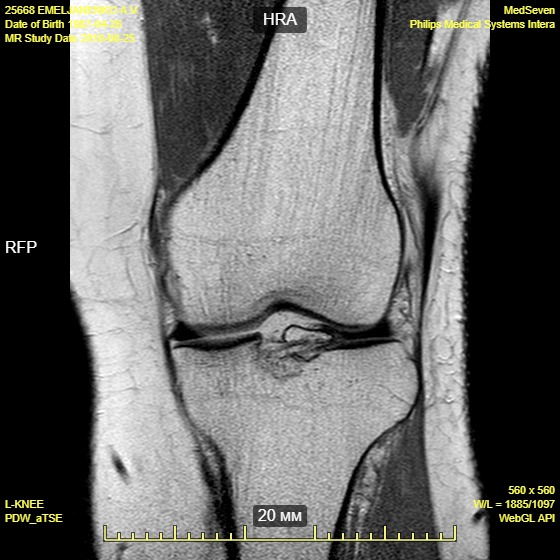 25668 EMELJANENKO A.V
Date of Birth
MR Study Date
HRA
MedSeven
Philips Medical Systems Intera
RFP
L-KNEE
PDW_aTSE
20 мм
560 x 560
W/L = 1885/1097
WebGL API